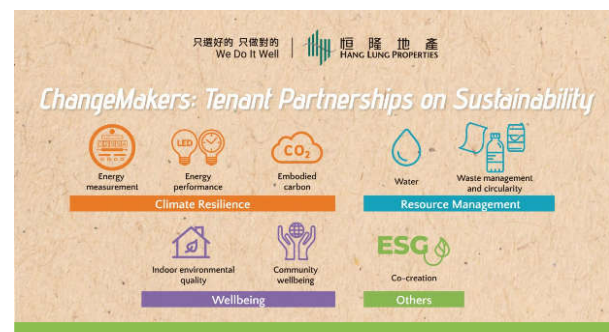 只選好的 只做對的
We Do It Well
恒隆地產
HANG LUNG PROPERTIES
ChangeMakers: Tenant Partnerships on Sustainability
LED
CO₂
Energy
measurement
Energy
performance
Embodied
carbon
Climate Resilience
Water
Waste management
and circularity
Resource Management
Indoor environmental
quality
Community
wellbeing
Wellbeing
ESG
Co-creation
Others